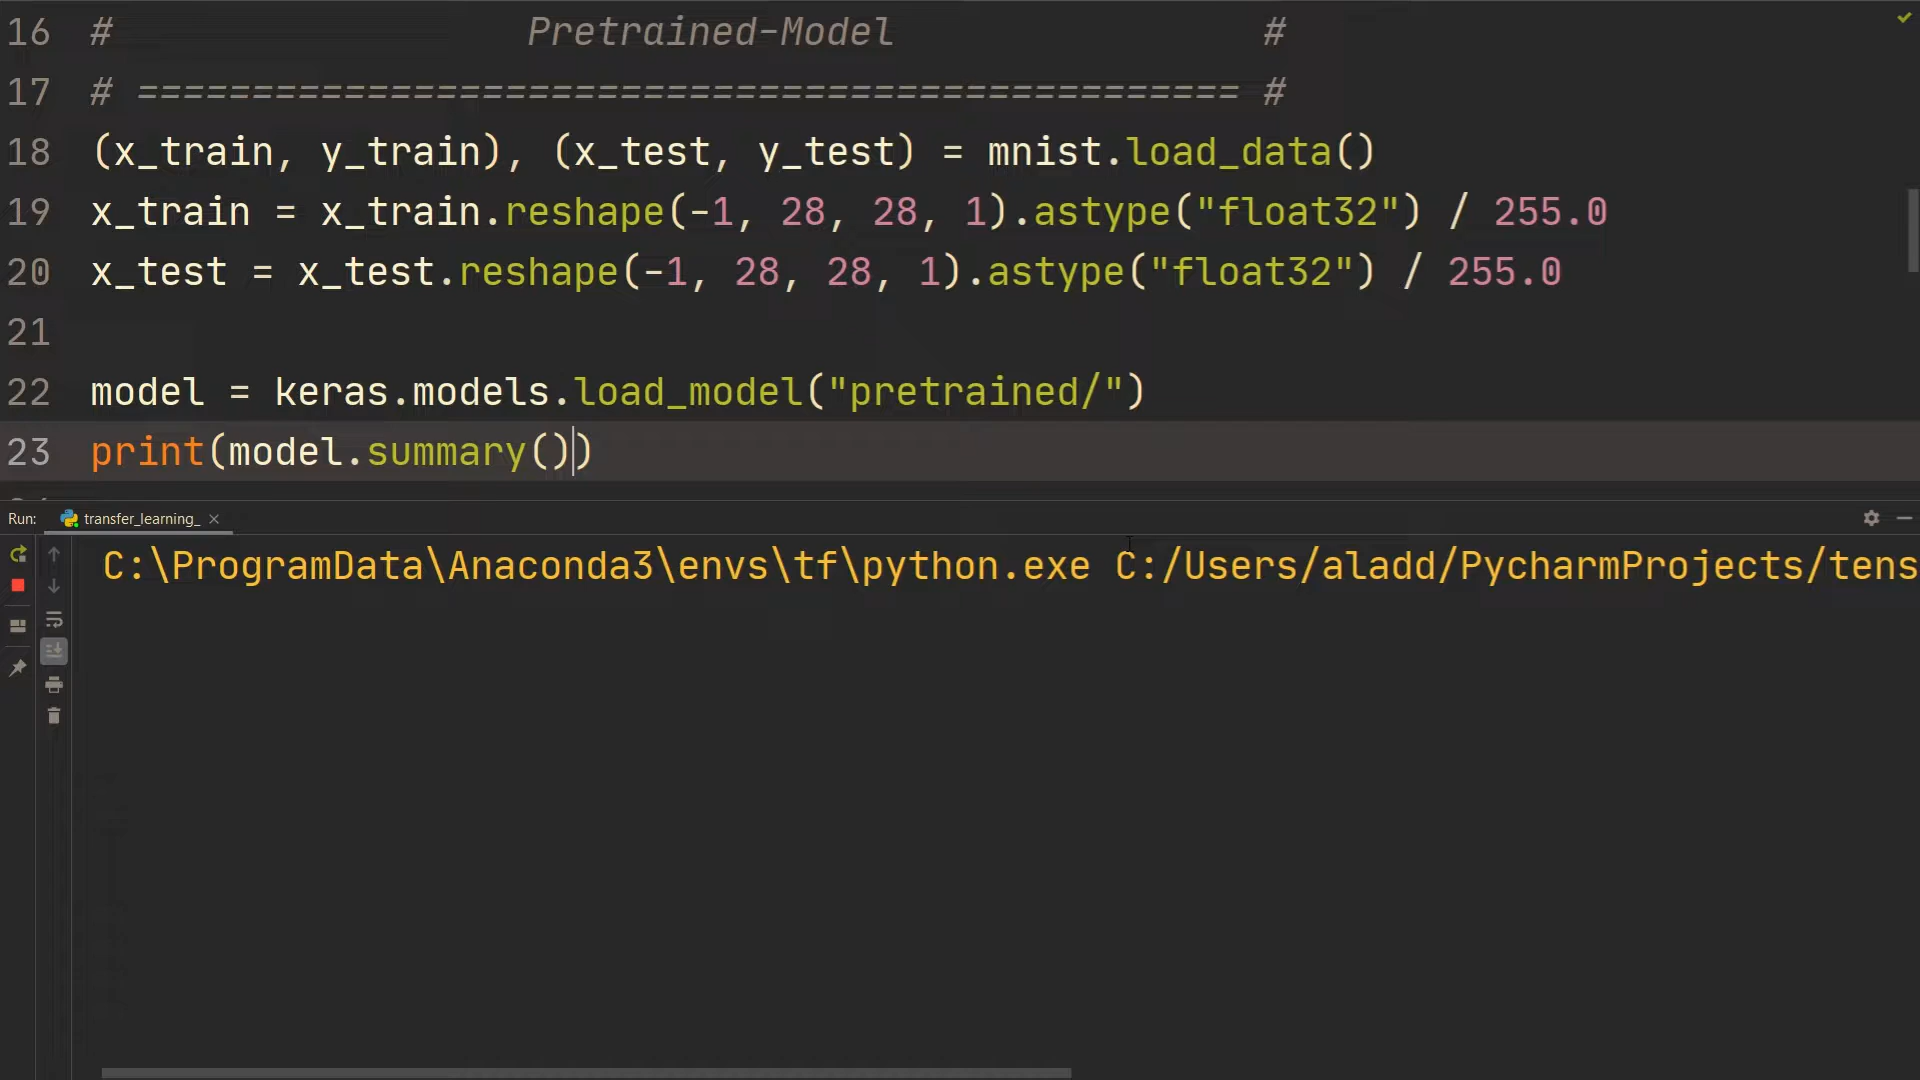 16 # Pretrained-Model #
17 # ================================================ #
18 (x_train, y_train), (x_test, y_test) = mnist.load_data()
19 x_train = x_train.reshape(-1, 28, 28, 1).astype("float32") / 255.0
20 x_test = x_test.reshape(-1, 28, 28, 1).astype("float32") / 255.0
21
22 model = keras.models.load_model("pretrained/")
23 print(model.summary())
Run: transfer_learning_
C:\ProgramData\Anaconda3\envs\tf\python.exe C:/Users/aladd/PycharmProjects/tens